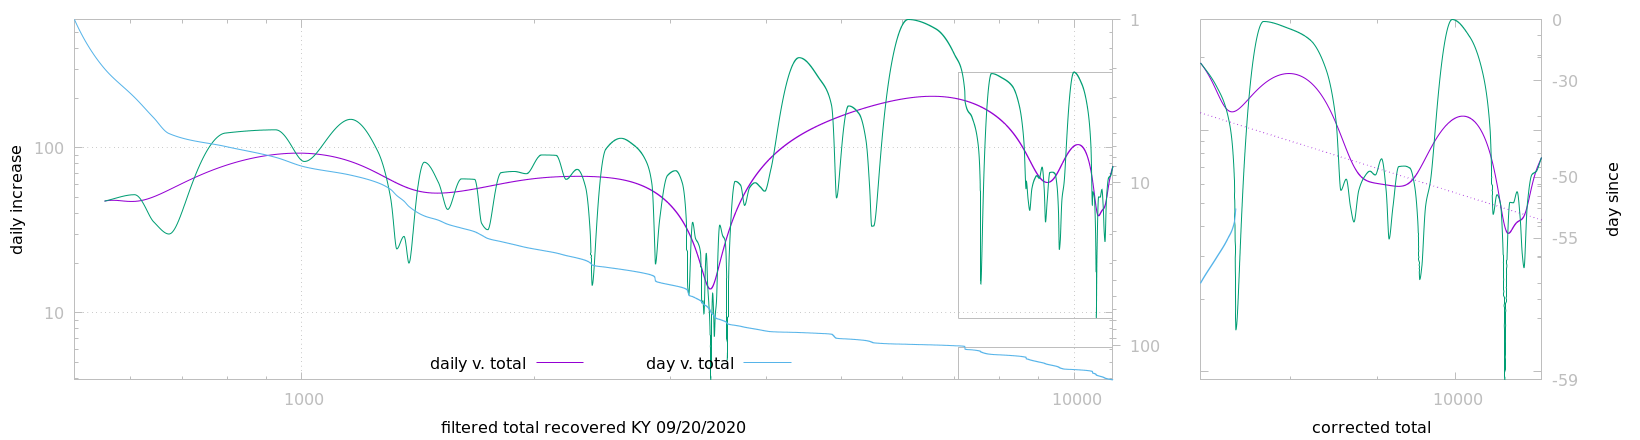 daily increase
100
10
1000
10000
1
10
100
daily v. total
day v. total
filtered total recovered KY 09/20/2020
0
-30
-50
-55
-59
day since
10000
corrected total